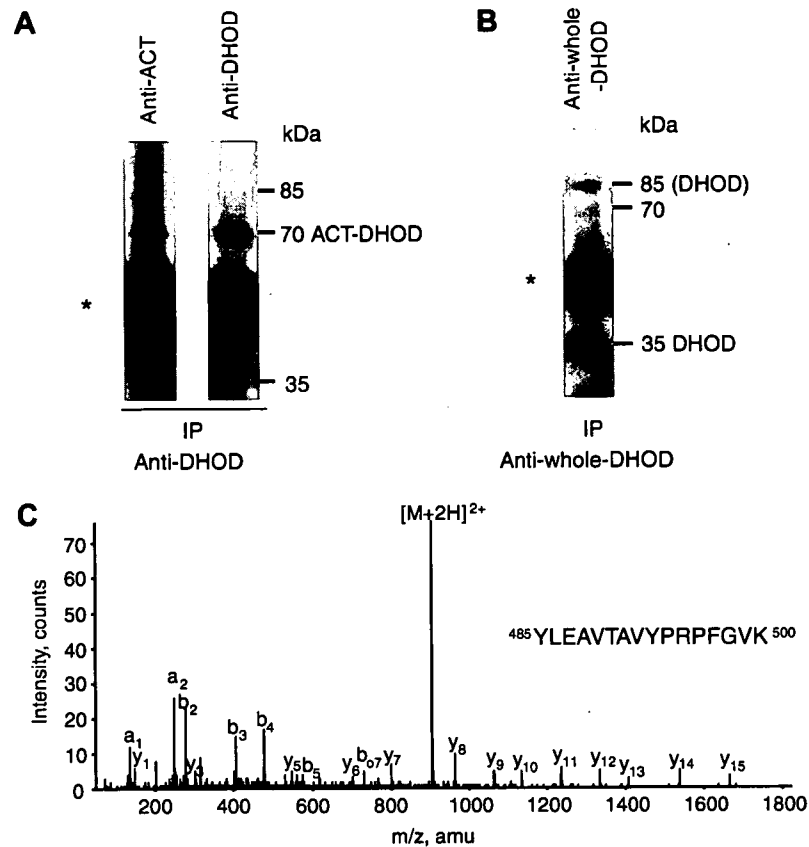 A
Anti-ACT
Anti-DHOD
kDa
85
70 ACT-DHOD
*
35
IP
Anti-DHOD
B
Anti-whole
-DHOD
kDa
85 (DHOD)
70
*
35 DHOD
IP
Anti-whole-DHOD
C
[M+2H]2+
70
60
50
40
30
20
10
0
Intensity, counts
485YLEAVTAVYPRPFGVK500
a1
y1
a2
b2
y3
b3
b4
y5
b5
y6
bo7
y7
y8
y9
y10
y11
y12
y13
y14
y15
200
400
600
800
1000
1200
1400
1600
1800
m/z, amu